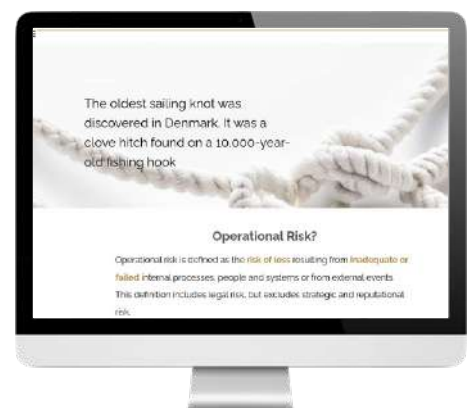 The oldest sailing knot was
discovered in Denmark. It was a
clove hitch found on a 10.000-year-
old fishing hook
Operational Risk?
Operational risk is defined as the risk of loss resulting from inadequate or
failed internal processes, people and systems or from external events.
This definition includes legal risk, but excludes strategic and reputational
risk.